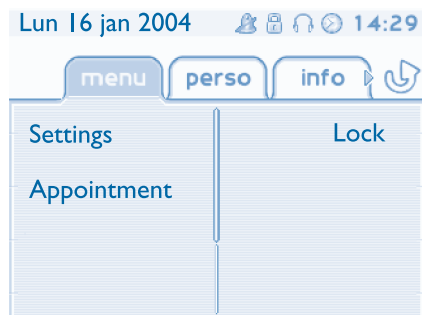 Lun 16 jan 2004 14:29
menu perso info
Settings Lock
Appointment